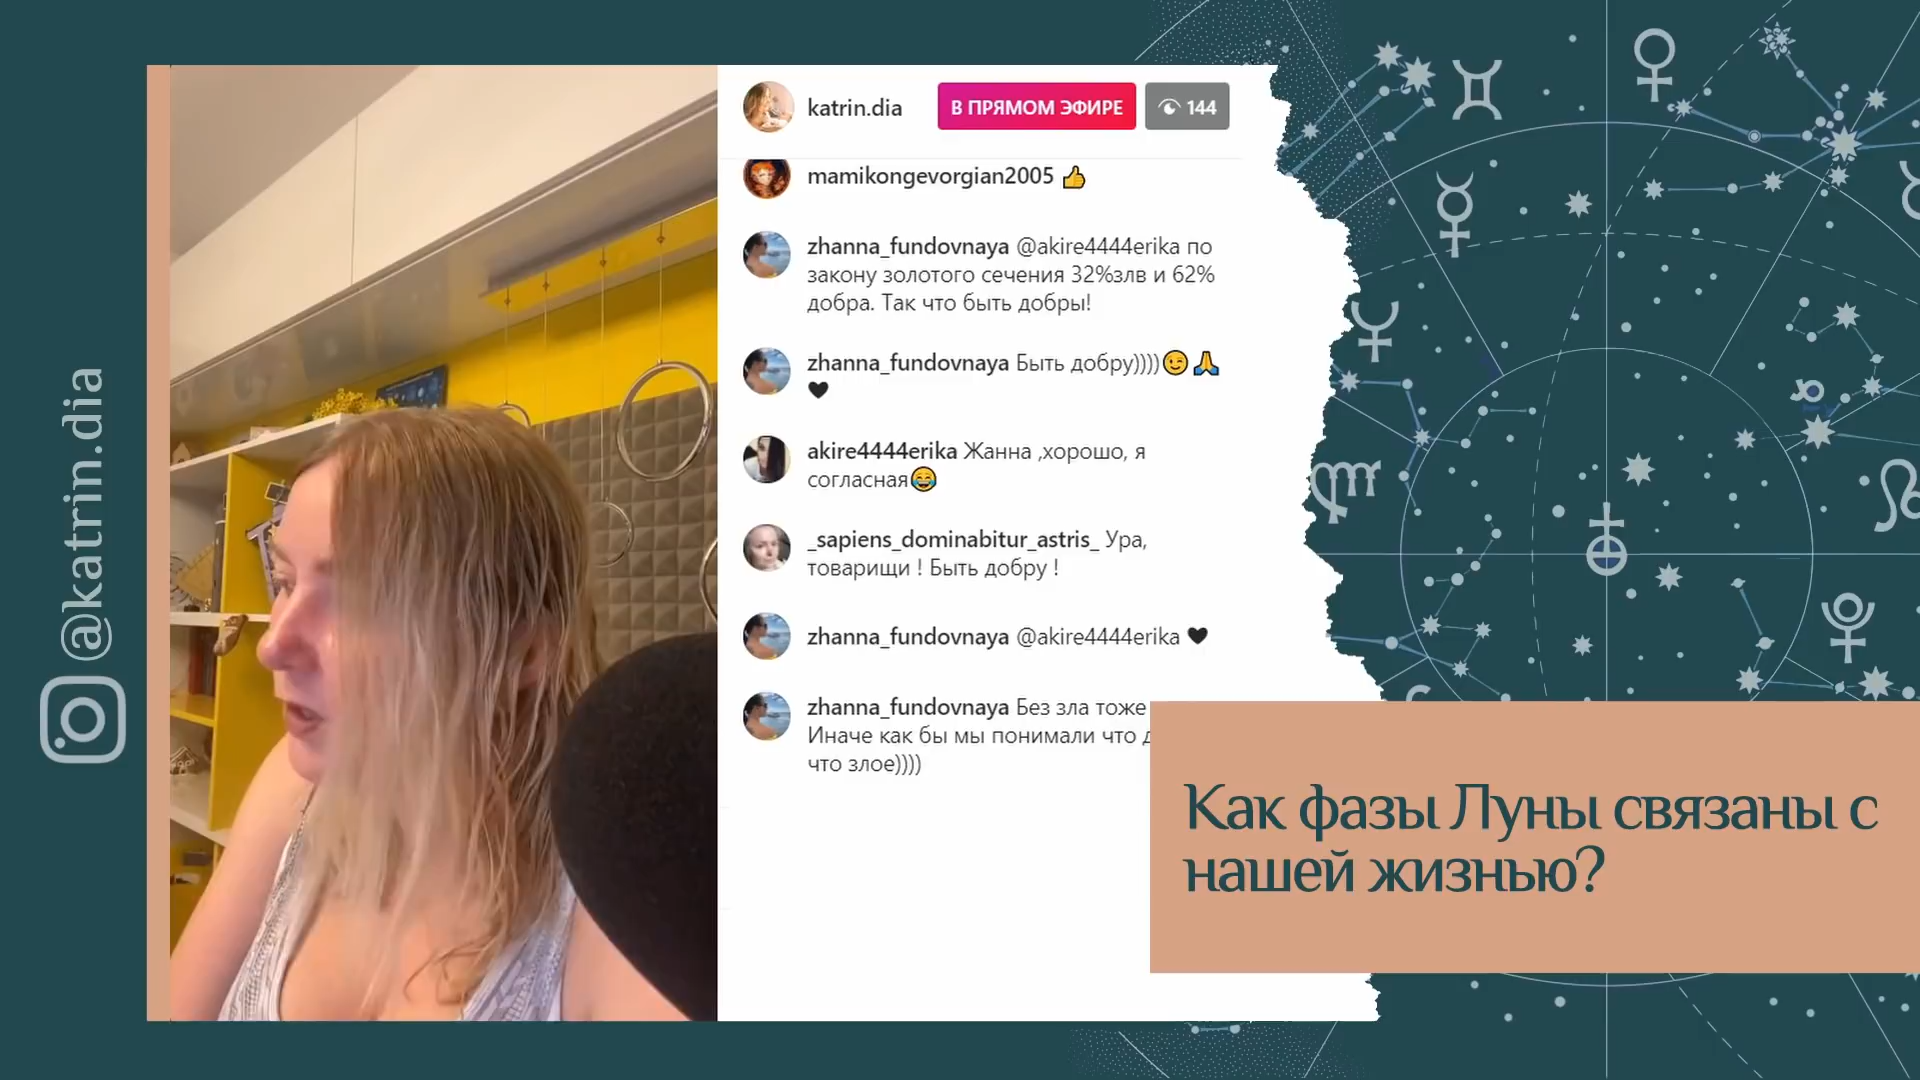 @katrin.dia
katrin.dia
В ПРЯМОМ ЭФИРЕ
144
mamikongevorgian2005 👍
zhanna_fundovnaya @akire4444erika по
закону золотого сечения 32%злв и 62%
добра. Так что быть добры!
zhanna_fundovnaya Быть добру))))😉🙏
🖤
akire4444erika Жанна ,хорошо, я
согласная😂
_sapiens_dominabitur_astris_ Ура,
товарищи ! Быть добру !
zhanna_fundovnaya @akire4444erika 🖤
zhanna_fundovnaya Без зла тоже
Иначе как бы мы понимали что
что злое))))
Как фазы Луны связаны с
нашей жизнью?